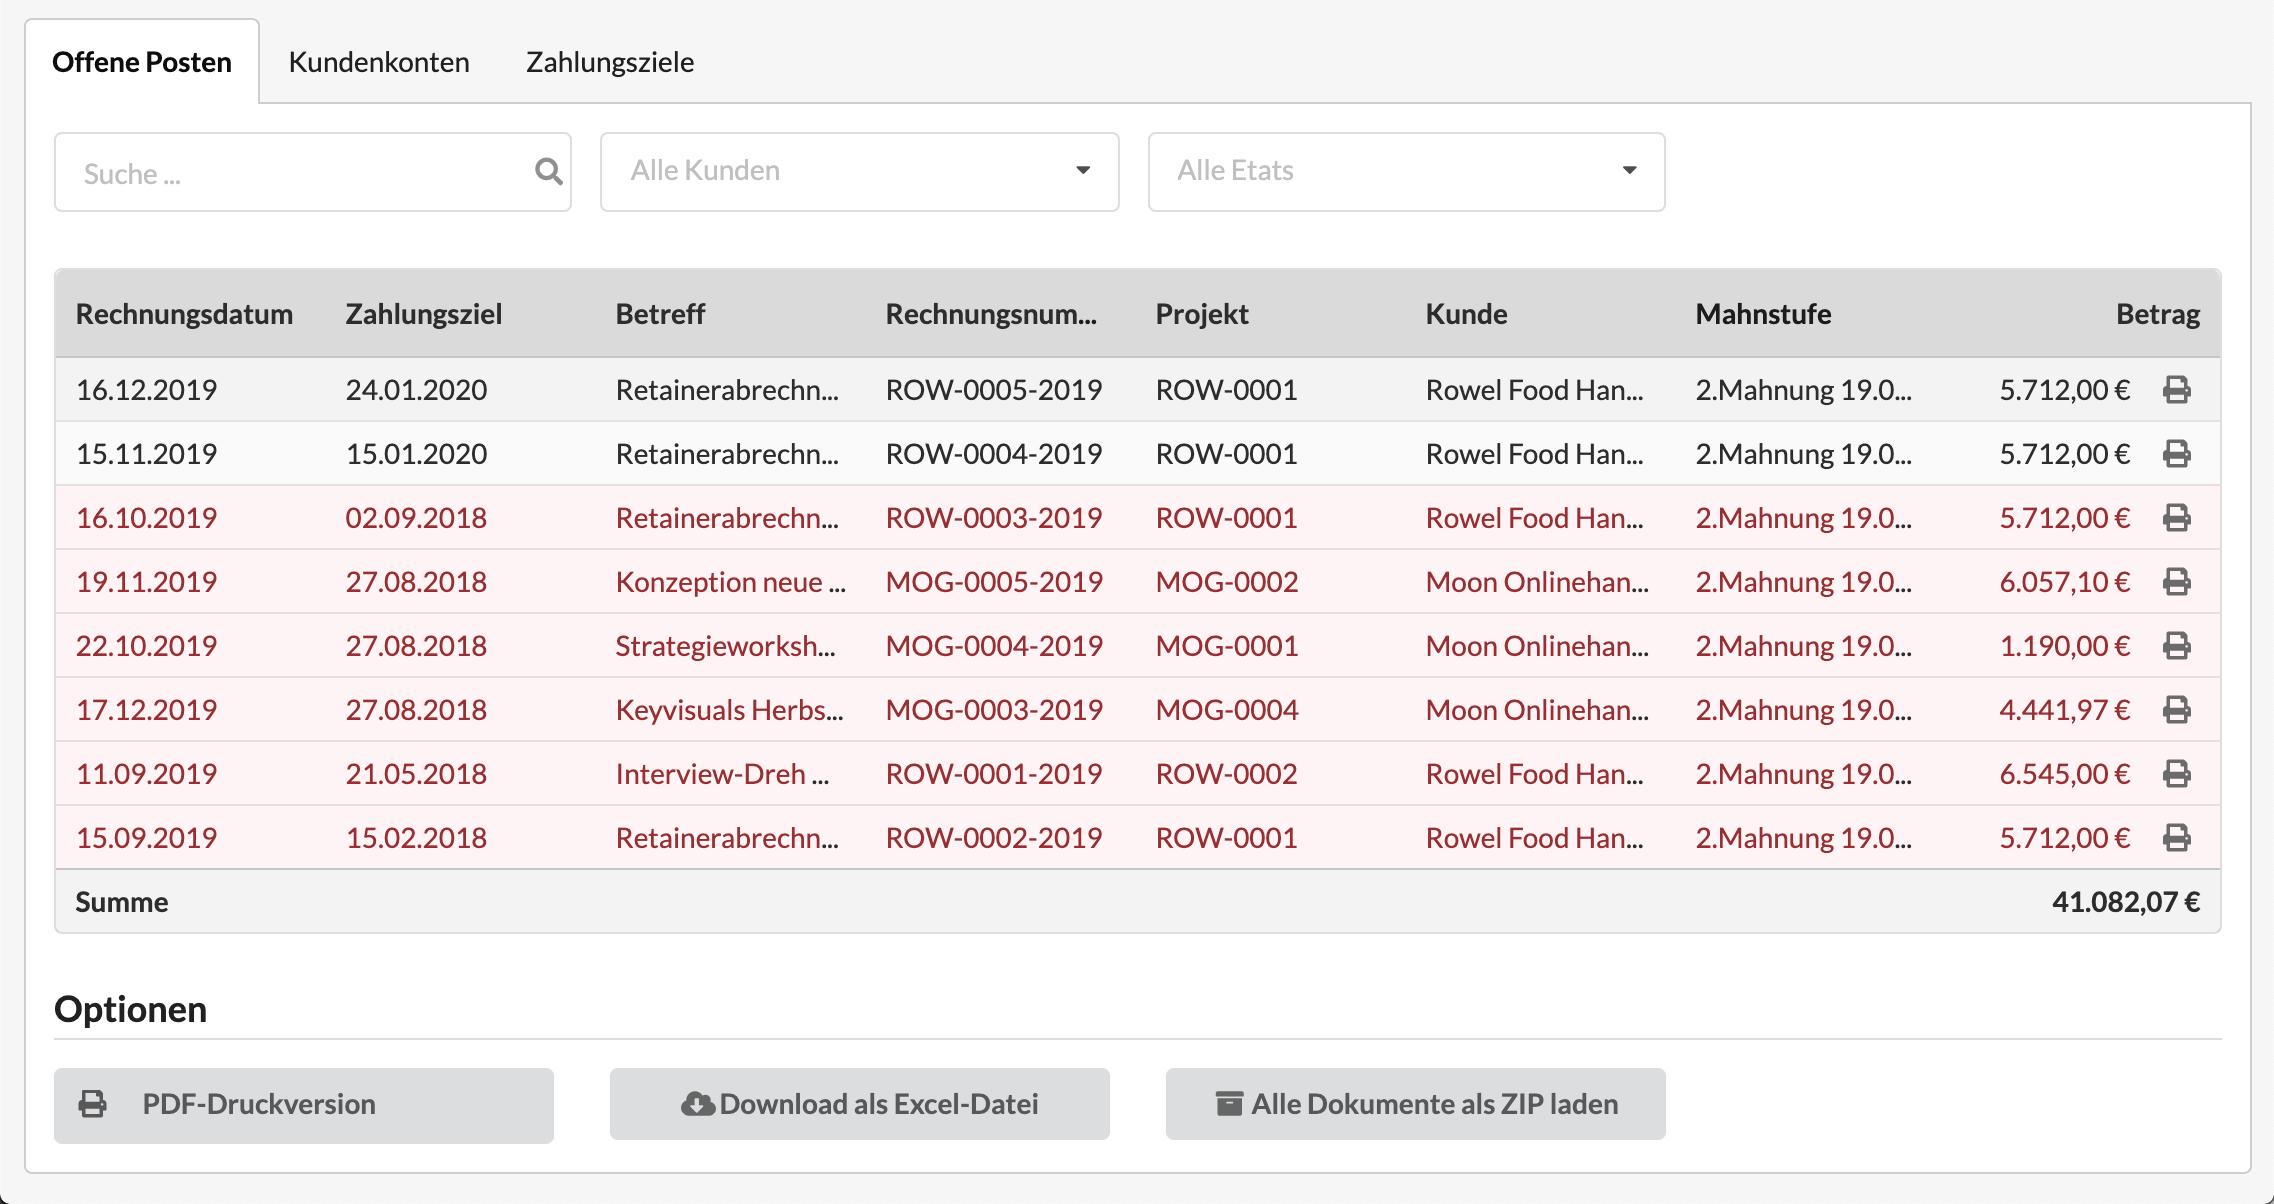 Offene Posten Kundenkonten Zahlungsziele
Suche ... Alle Kunden Alle Etats
Rechnungsdatum Zahlungsziel Betreff Rechnungsnum... Projekt Kunde Mahnstufe Betrag
16.12.2019 24.01.2020 Retainerabrechn... ROW-0005-2019 ROW-0001 Rowel Food Han... 2.Mahnung 19.0... 5.712,00 €
15.11.2019 15.01.2020 Retainerabrechn... ROW-0004-2019 ROW-0001 Rowel Food Han... 2.Mahnung 19.0... 5.712,00 €
16.10.2019 02.09.2018 Retainerabrechn... ROW-0003-2019 ROW-0001 Rowel Food Han... 2.Mahnung 19.0... 5.712,00 €
19.11.2019 27.08.2018 Konzeption neue ... MOG-0005-2019 MOG-0002 Moon Onlinehan... 2.Mahnung 19.0... 6.057,10 €
22.10.2019 27.08.2018 Strategieworksh... MOG-0004-2019 MOG-0001 Moon Onlinehan... 2.Mahnung 19.0... 1.190,00 €
17.12.2019 27.08.2018 Keyvisuals Herbs... MOG-0003-2019 MOG-0004 Moon Onlinehan... 2.Mahnung 19.0... 4.441,97 €
11.09.2019 21.05.2018 Interview-Dreh ... ROW-0001-2019 ROW-0002 Rowel Food Han... 2.Mahnung 19.0... 6.545,00 €
15.09.2019 15.02.2018 Retainerabrechn... ROW-0002-2019 ROW-0001 Rowel Food Han... 2.Mahnung 19.0... 5.712,00 €
Summe 41.082,07 €
Optionen
PDF-Druckversion Download als Excel-Datei Alle Dokumente als ZIP laden